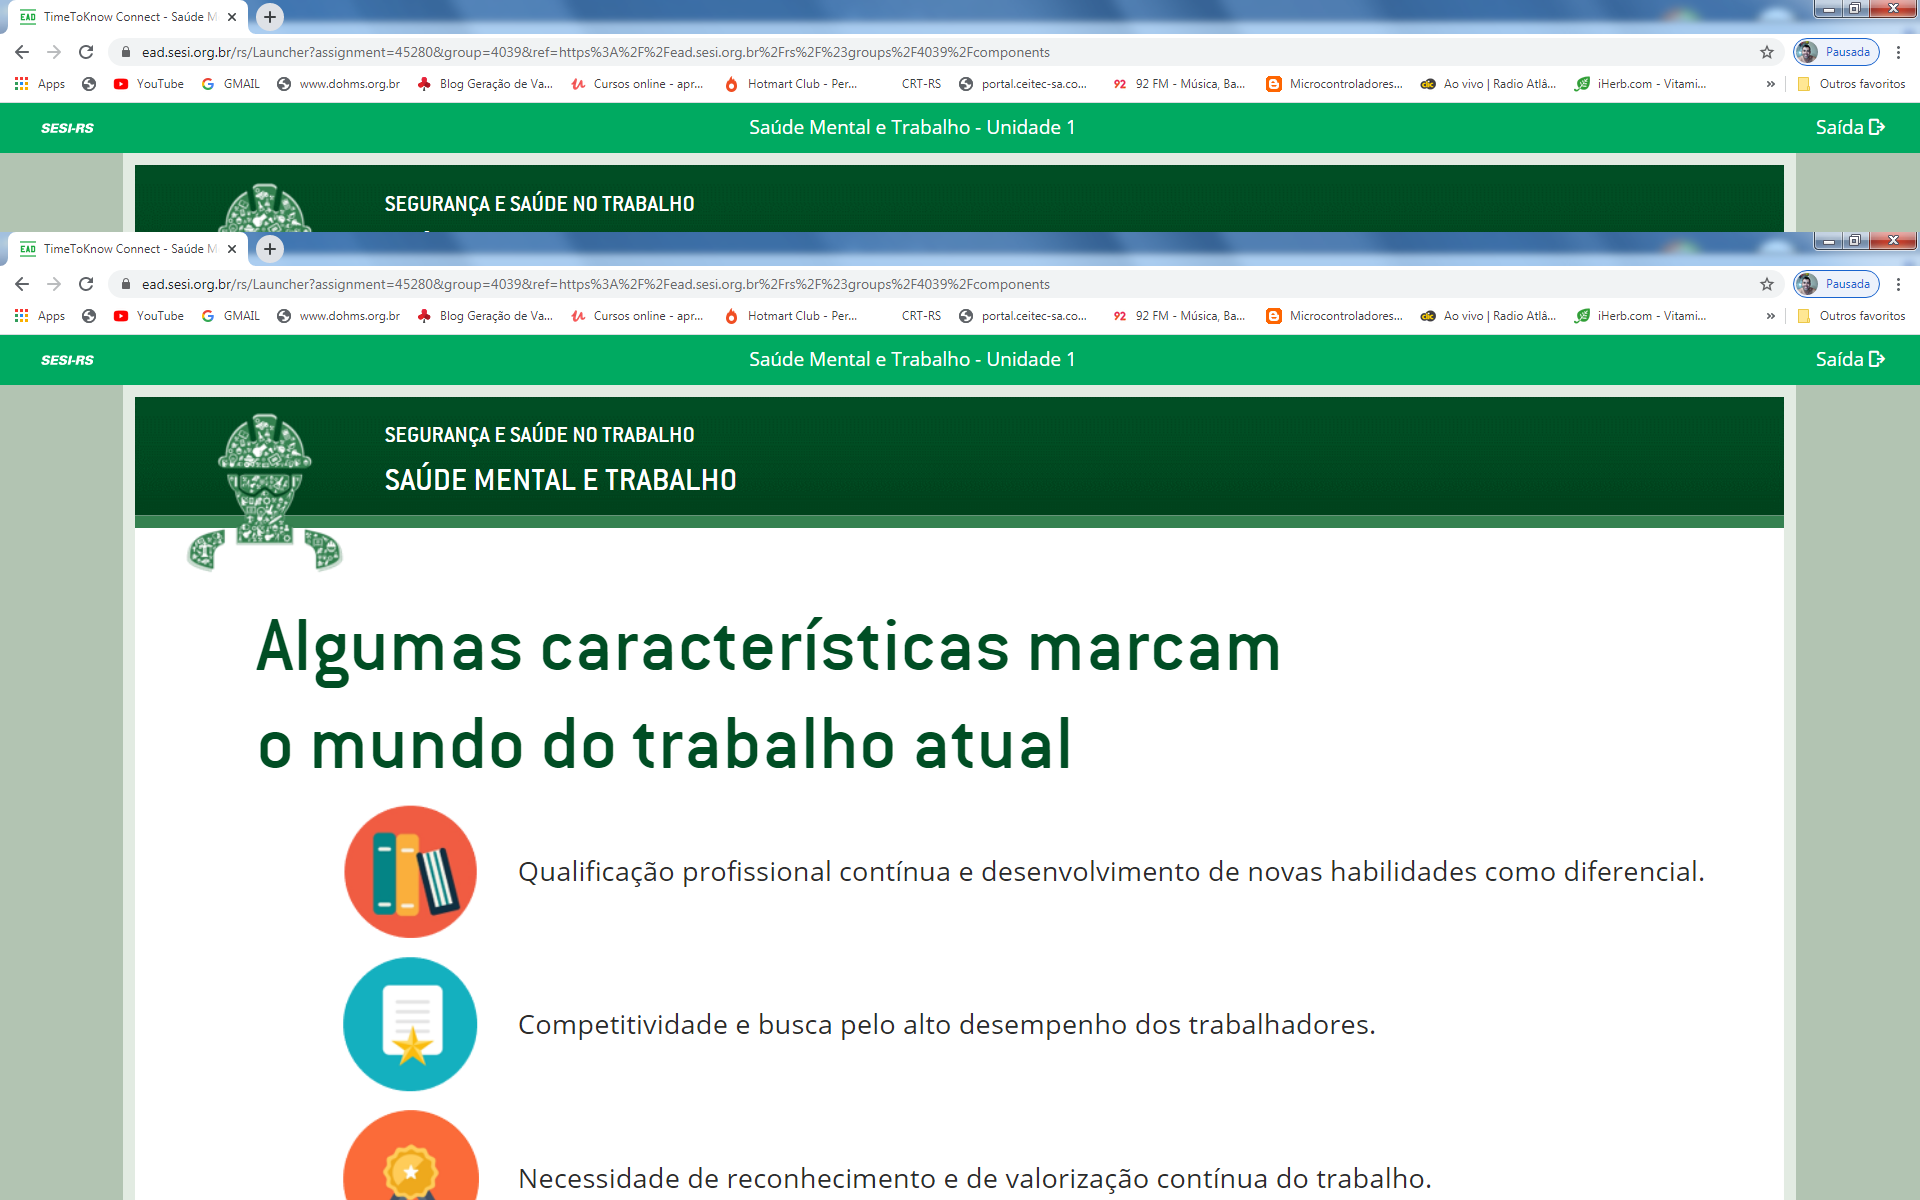 EAD TimeToKnow Connect - Saúde M
ead.sesi.org.br/rs/Launcher?assignment=45280&group=4039&ref=https%3A%2F%2Fead.sesi.org.br%2Frs%2F%23groups%2F4039%2Fcomponents
Pausada
Apps YouTube GMAIL www.dohms.org.br Blog Geração de Va... Cursos online - apr... Hotmart Club - Per... CRT-RS portal.ceitec-sa.co... 92 92 FM - Música, Ba... Microcontroladores... Ao vivo | Radio Atlâ... iHerb.com - Vitami... » Outros favoritos
SESI-RS Saúde Mental e Trabalho - Unidade 1 Saída
SEGURANÇA E SAÚDE NO TRABALHO
EAD TimeToKnow Connect - Saúde M
ead.sesi.org.br/rs/Launcher?assignment=45280&group=4039&ref=https%3A%2F%2Fead.sesi.org.br%2Frs%2F%23groups%2F4039%2Fcomponents
Pausada
Apps YouTube GMAIL www.dohms.org.br Blog Geração de Va... Cursos online - apr... Hotmart Club - Per... CRT-RS portal.ceitec-sa.co... 92 92 FM - Música, Ba... Microcontroladores... Ao vivo | Radio Atlâ... iHerb.com - Vitami... » Outros favoritos
SESI-RS Saúde Mental e Trabalho - Unidade 1 Saída
SEGURANÇA E SAÚDE NO TRABALHO
SAÚDE MENTAL E TRABALHO
Algumas características marcam
o mundo do trabalho atual
Qualificação profissional contínua e desenvolvimento de novas habilidades como diferencial.
Competitividade e busca pelo alto desempenho dos trabalhadores.
Necessidade de reconhecimento e de valorização contínua do trabalho.